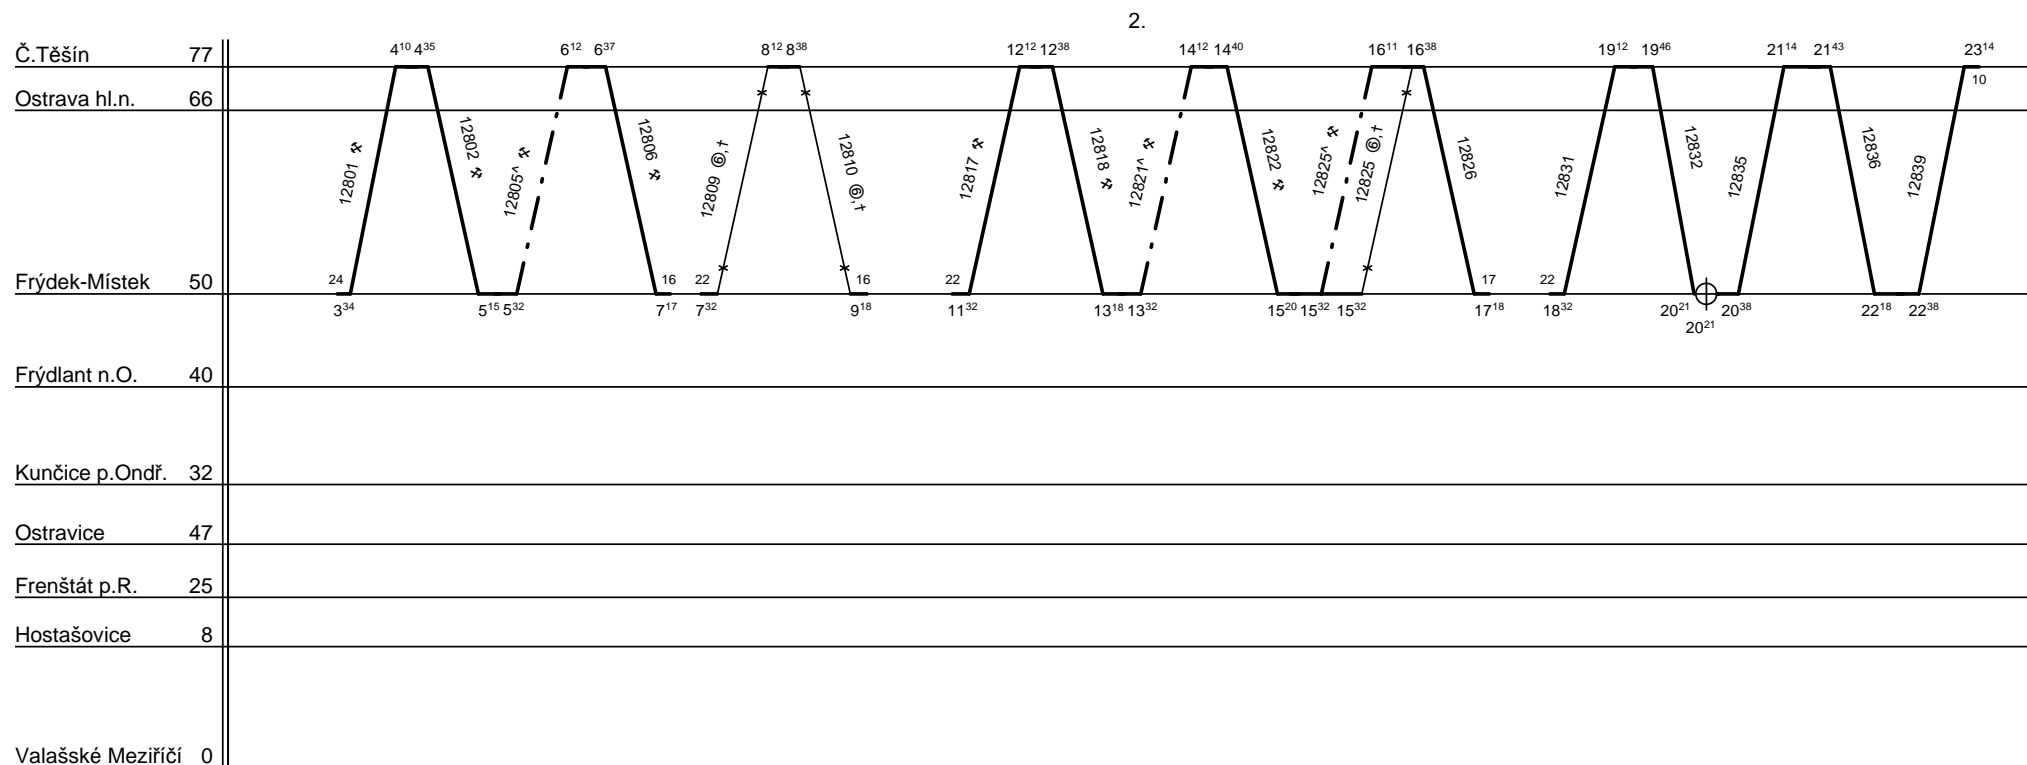 2.
Č.Těšín 77 4¹⁰ 4³⁵ 6¹² 6³⁷ 8¹² 8³⁸ 12¹² 12³⁸ 14¹² 14⁴⁰ 16¹¹ 16³⁸ 19¹² 19⁴⁶ 21¹⁴ 21⁴³ 23¹⁴
10
Ostrava hl.n. 66
12801 ⚒
12802 ⚒
12805^ ⚒
12806 ⚒
12809 ⑥,†
12810 ⑥,†
12817 ⚒
12818 ⚒
12821^ ⚒
12822 ⚒
12825^ ⚒
12825 ⑥,†
12826
12831
12832
12835
12836
12839
Frýdek-Místek 50 24 16 22 16 22 17 22
3³⁴ 5¹⁵ 5³² 7¹⁷ 7³² 9¹⁸ 11³² 13¹⁸ 13³² 15²⁰ 15³² 15³² 17¹⁸ 18³² 20²¹ 20³⁸ 22¹⁸ 22³⁸
20²¹
Frýdlant n.O. 40
Kunčice p.Ondř. 32
Ostravice 47
Frenštát p.R. 25
Hostašovice 8
Valašské Meziříčí 0